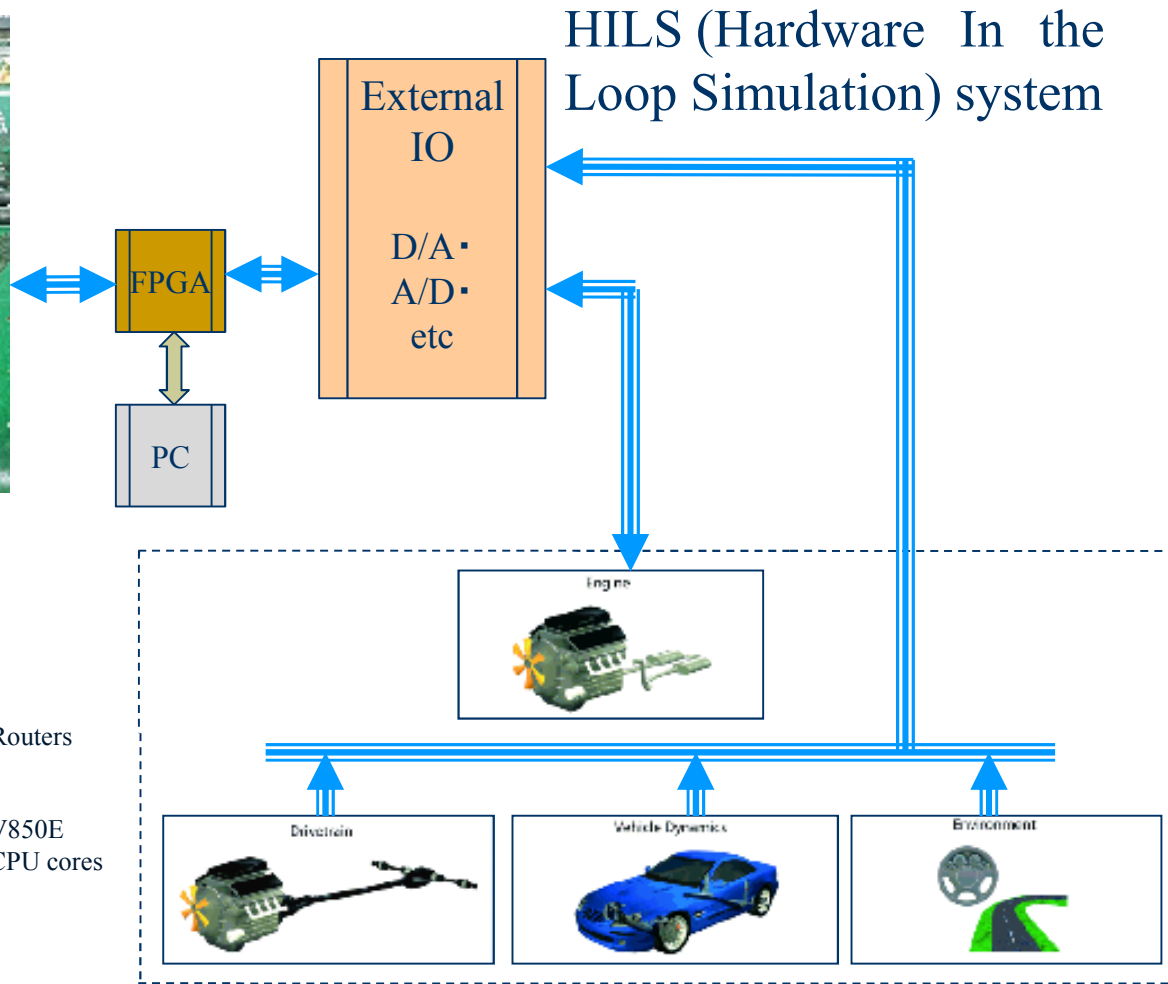 HILS (Hardware In the
Loop Simulation) system
External
IO
D/A・
A/D・
etc
FPGA
PC
Engine
Routers
V850E
CPU cores
Drivetrain
Vehicle Dynamics
Environment